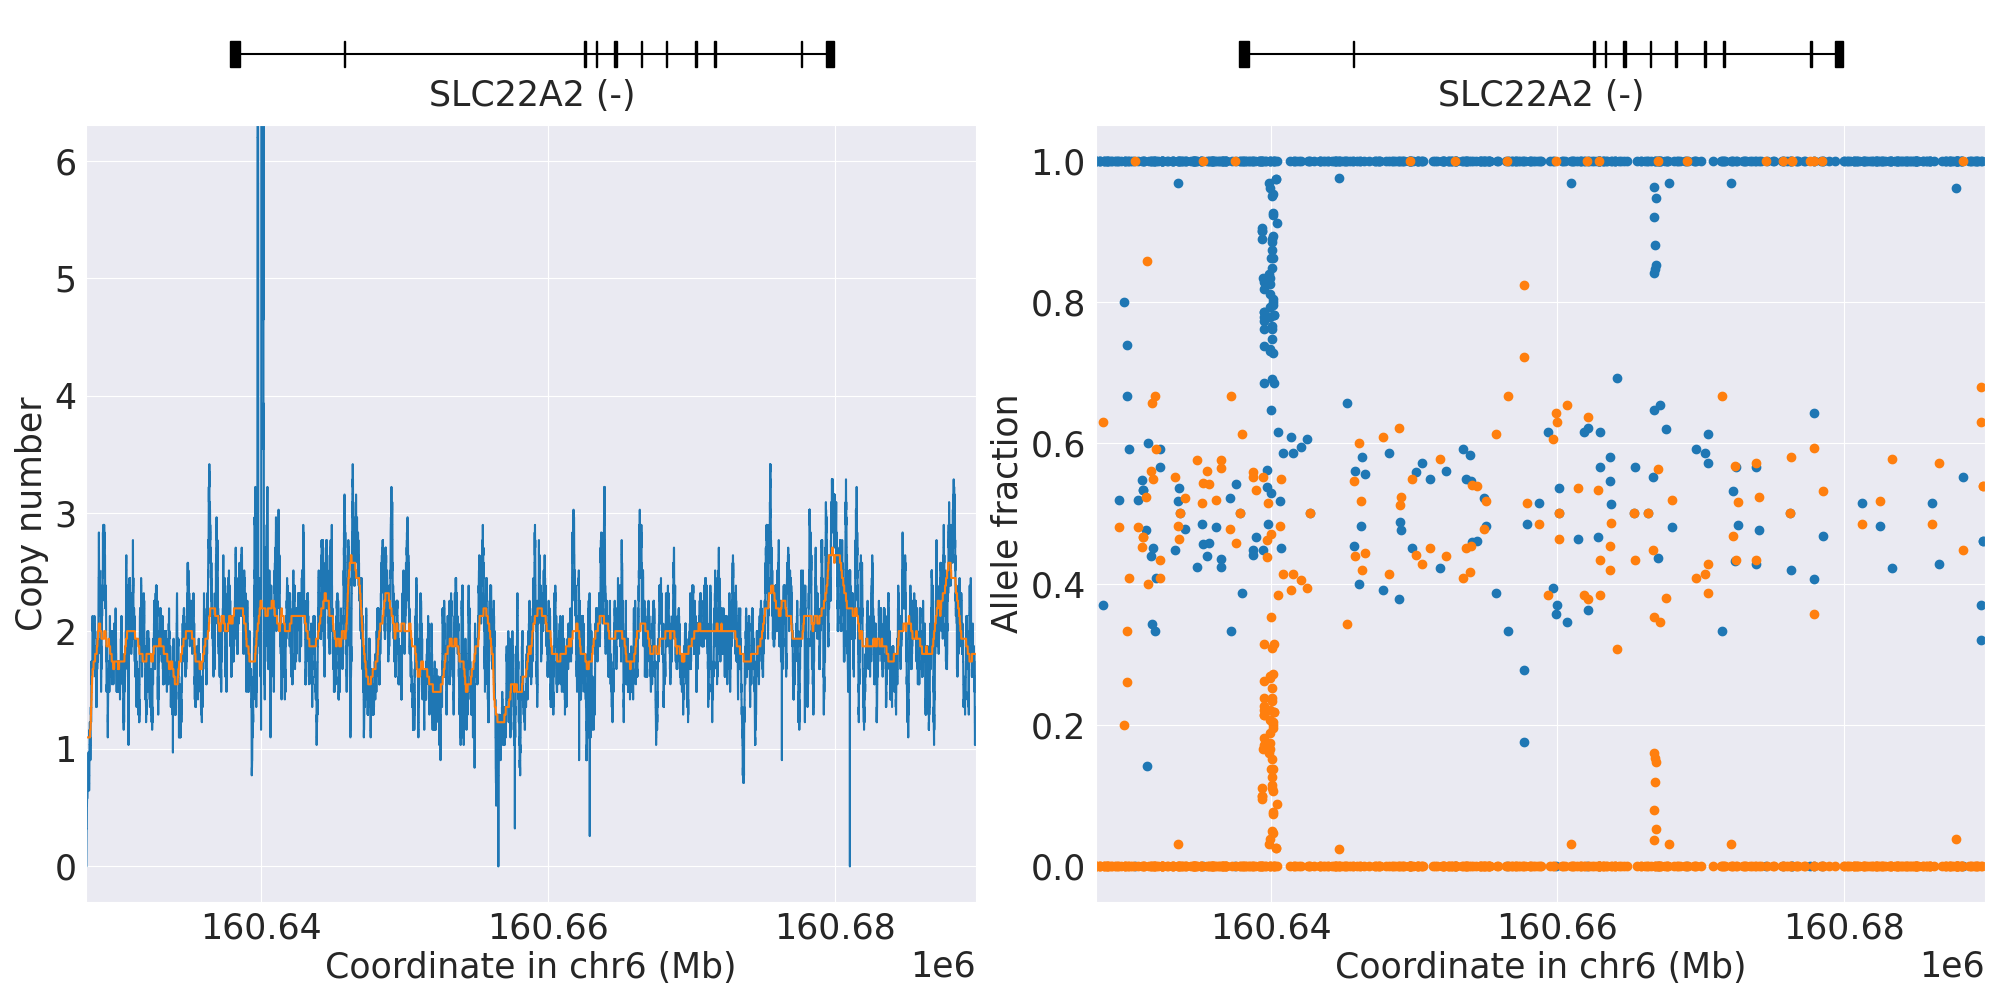 SLC22A2 (-)
6
5
4
3
2
1
0
Copy number
160.64 160.66 160.68
Coordinate in chr6 (Mb) 1e6
SLC22A2 (-)
1.0
0.8
0.6
0.4
0.2
0.0
Allele fraction
160.64 160.66 160.68
Coordinate in chr6 (Mb) 1e6